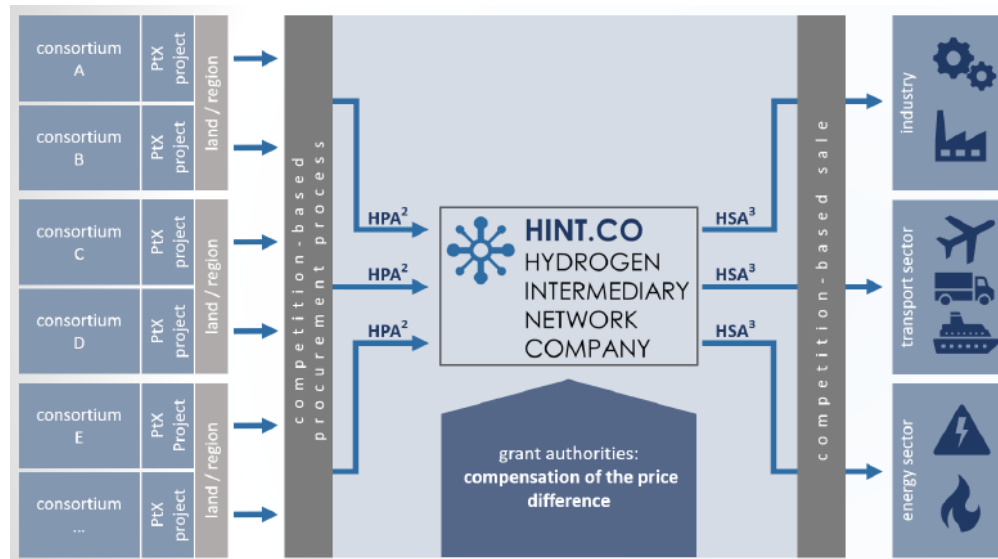 consortium
A
PtX
project
consortium
B
PtX
project
land / region
consortium
C
PtX
project
consortium
D
PtX
project
land / region
consortium
E
PtX
Project
consortium
...
PtX
project
land / region
competition-based
procurement process
HPA²
HPA²
HPA²
HINT.CO
HYDROGEN
INTERMEDIARY
NETWORK
COMPANY
grant authorities:
compensation of the price
difference
HSA³
HSA³
HSA³
competition-based sale
industry
transport sector
energy sector